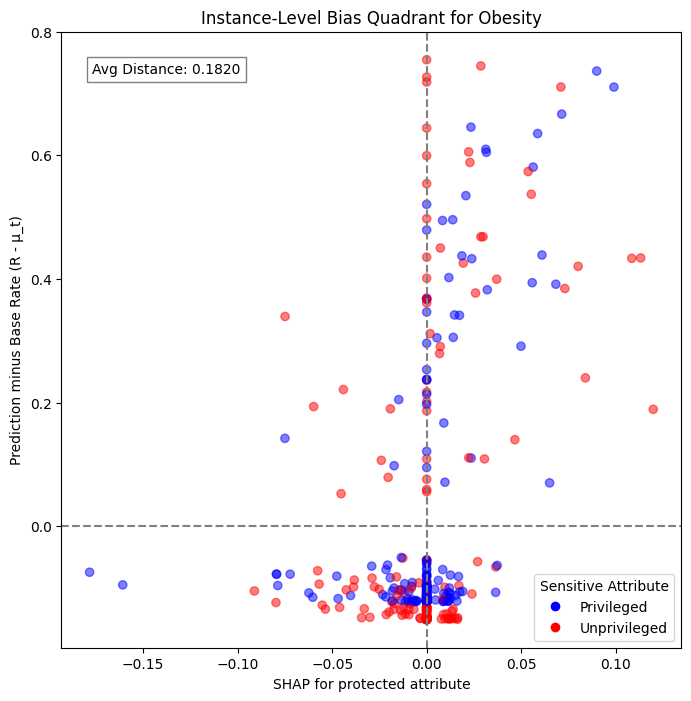 Instance-Level Bias Quadrant for Obesity
Avg Distance: 0.1820
Prediction minus Base Rate (R - μ_t)
0.8
0.6
0.4
0.2
0.0
Sensitive Attribute
Privileged
Unprivileged
−0.15
−0.10
−0.05
0.00
0.05
0.10
SHAP for protected attribute